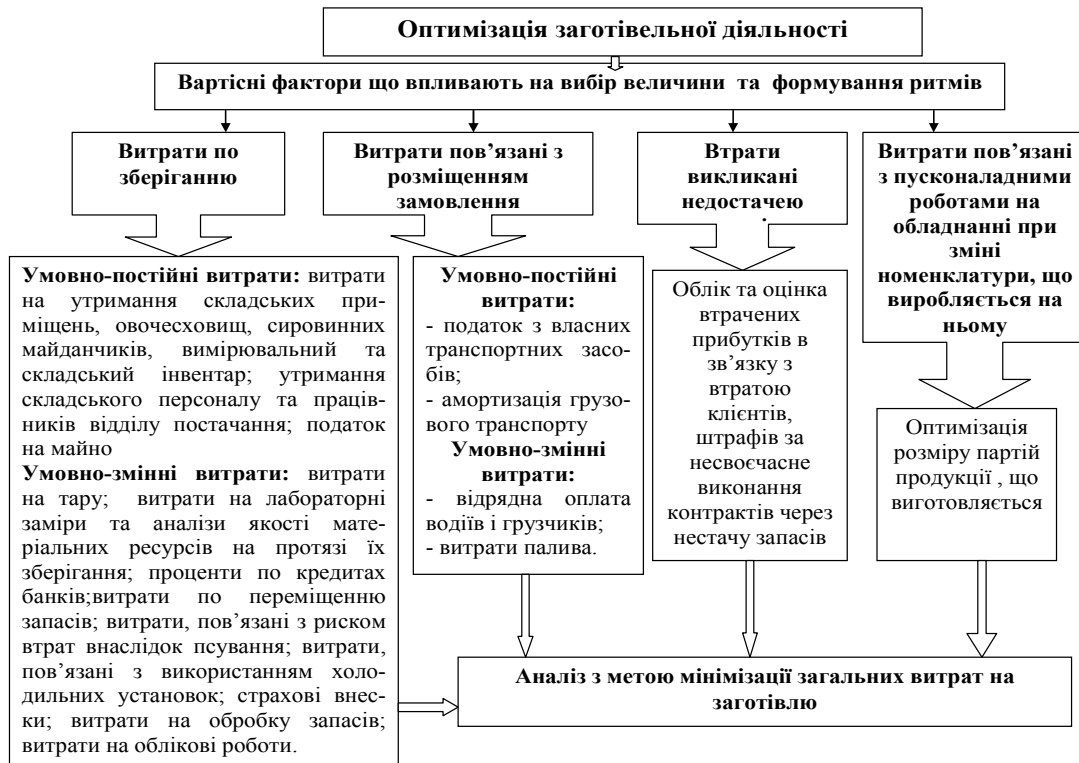 Оптимізація заготівельної діяльності
Вартісні фактори що впливають на вибір величини та формування ритмів
Витрати по
зберіганню
Витрати пов’язані з
розміщенням
замовлення
Втрати
викликані
недостачею
Витрати пов’язані
з пусконаладними
роботами на
обладнанні при
зміні
номенклатури, що
виробляється на
ньому
Умовно-постійні витрати: витрати
на утримання складських при-
міщень, овочесховищ, сировинних
майданчиків, вимірювальний та
складський інвентар; утримання
складського персоналу та праців-
ників відділу постачання; податок
на майно
Умовно-змінні витрати: витрати
на тару; витрати на лабораторні
заміри та аналізи якості мате-
ріальних ресурсів на протязі їх
зберігання; проценти по кредитах
банків;витрати по переміщенню
запасів; витрати, пов’язані з риском
втрат внаслідок псування; витрати,
пов’язані з використанням холо-
дильних установок; страхові внес-
ки; витрати на обробку запасів;
витрати на облікові роботи.
Умовно-постійні
витрати:
- податок з власних
транспортних засо-
бів;
- амортизація грузо-
вого транспорту
Умовно-змінні
витрати:
- відрядна оплата
водіїв і грузчиків;
- витрати палива.
Облік та оцінка
втрачених
прибутків в
зв’язку з
втратою
клієнтів,
штрафів за
несвоєчасне
виконання
контрактів через
нестачу запасів
Оптимізація
розміру партій
продукції , що
виготовляється
Аналіз з метою мінімізації загальних витрат на
заготівлю